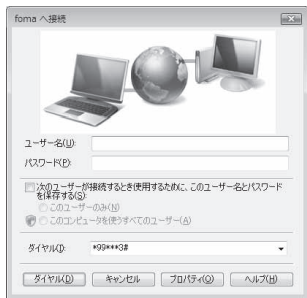 foma へ接続
ユーザー名(U):
パスワード(P):
次のユーザーが接続するとき使用するために、このユーザー名とパスワード
を保存する(S):
このユーザーのみ(N)
このコンピュータを使うすべてのユーザー(A)
ダイヤル(I): *99***3#
ダイヤル(D) キャンセル プロパティ(O) ヘルプ(H)